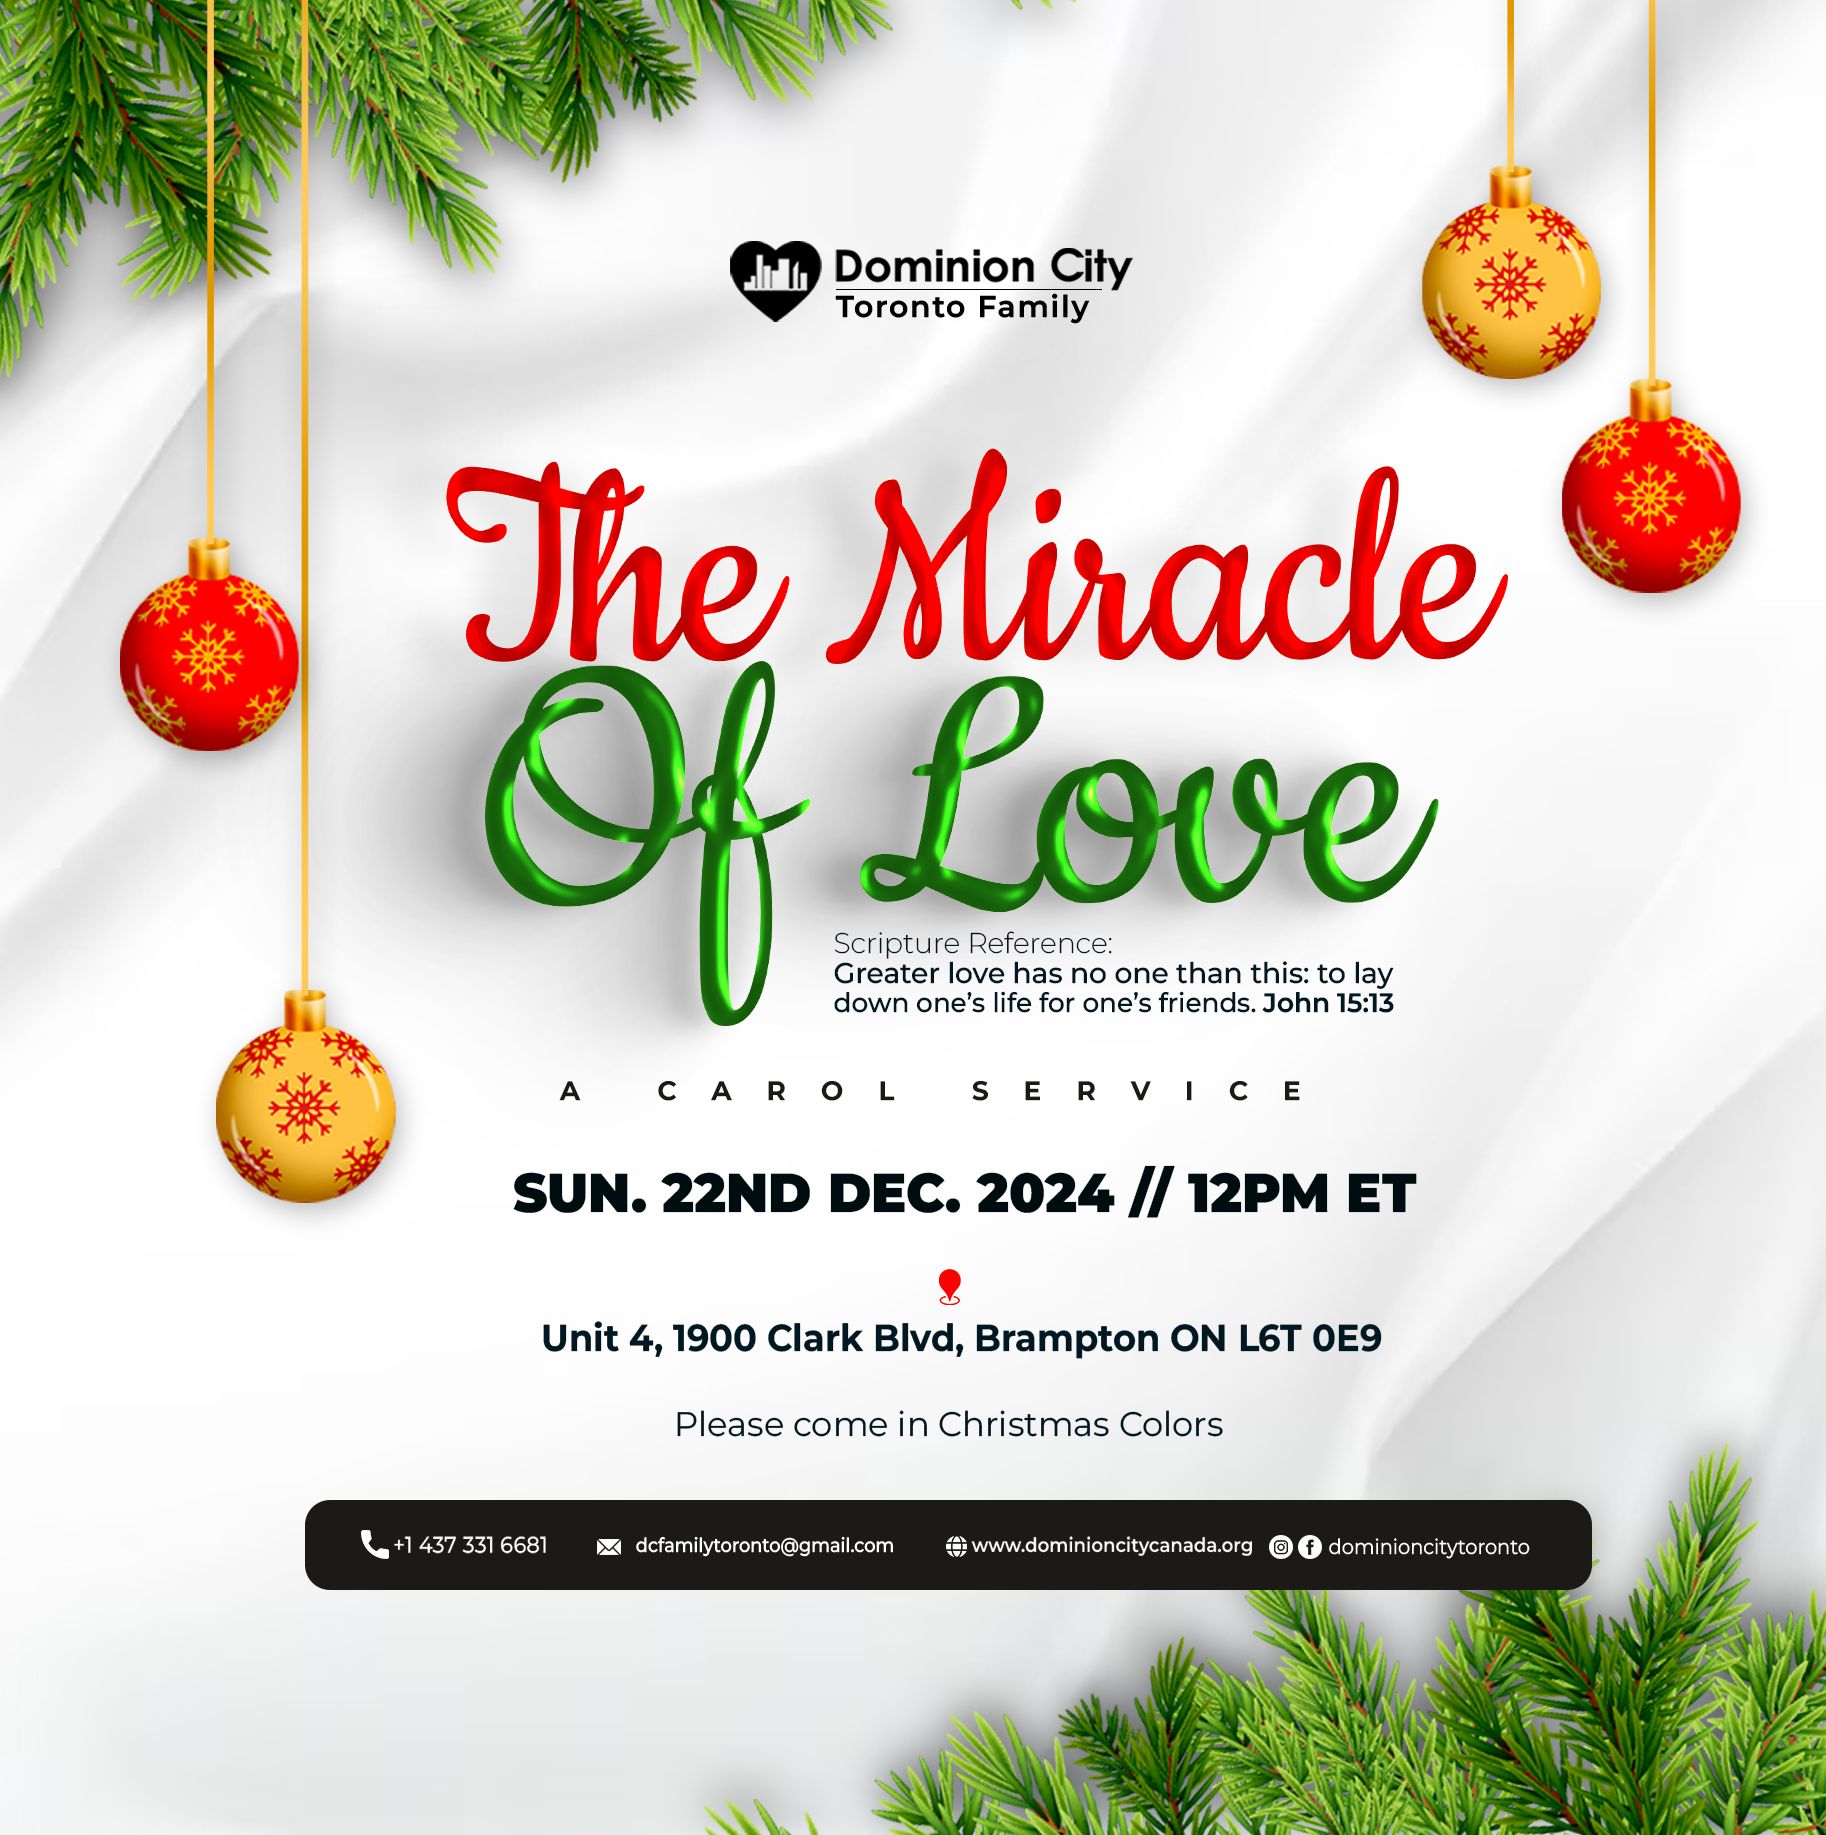 Dominion City
Toronto Family
The Miracle
Of Love
Scripture Reference:
Greater love has no one than this: to lay
down one’s life for one’s friends. John 15:13
A CAROL SERVICE
SUN. 22ND DEC. 2024 // 12PM ET
Unit 4, 1900 Clark Blvd, Brampton ON L6T 0E9
Please come in Christmas Colors
+1 437 331 6681 dcfamilytoronto@gmail.com www.dominioncitycanada.org dominioncitytoronto